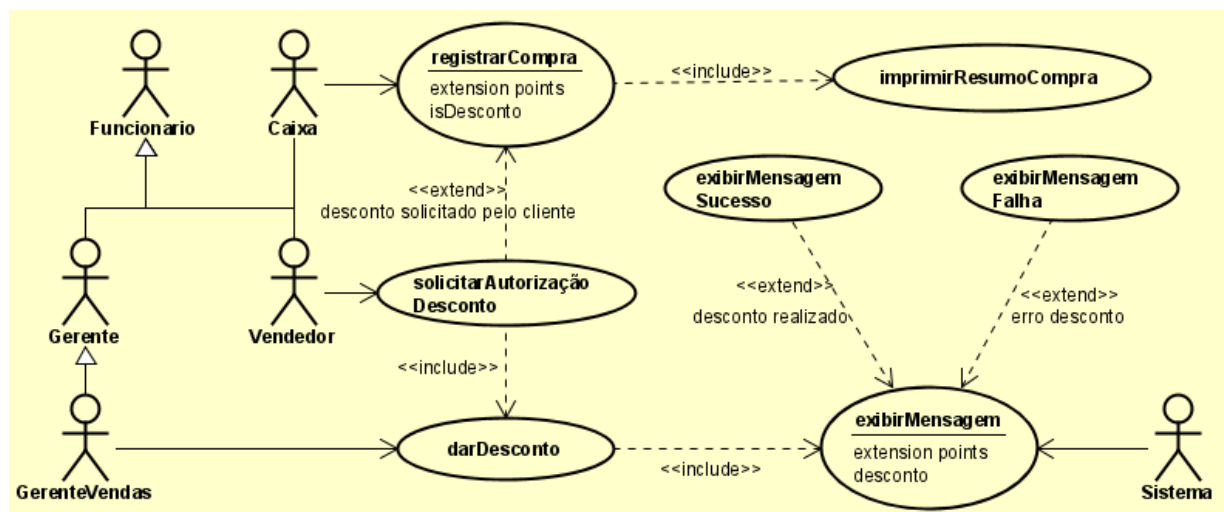 registrarCompra
extension points
isDesconto
<<include>>
imprimirResumoCompra
Funcionario
Caixa
<<extend>>
desconto solicitado pelo cliente
exibirMensagem
Sucesso
exibirMensagem
Falha
solicitarAutorização
Desconto
Gerente
Vendedor
<<extend>>
desconto realizado
<<extend>>
erro desconto
<<include>>
darDesconto
<<include>>
exibirMensagem
extension points
desconto
GerenteVendas
Sistema